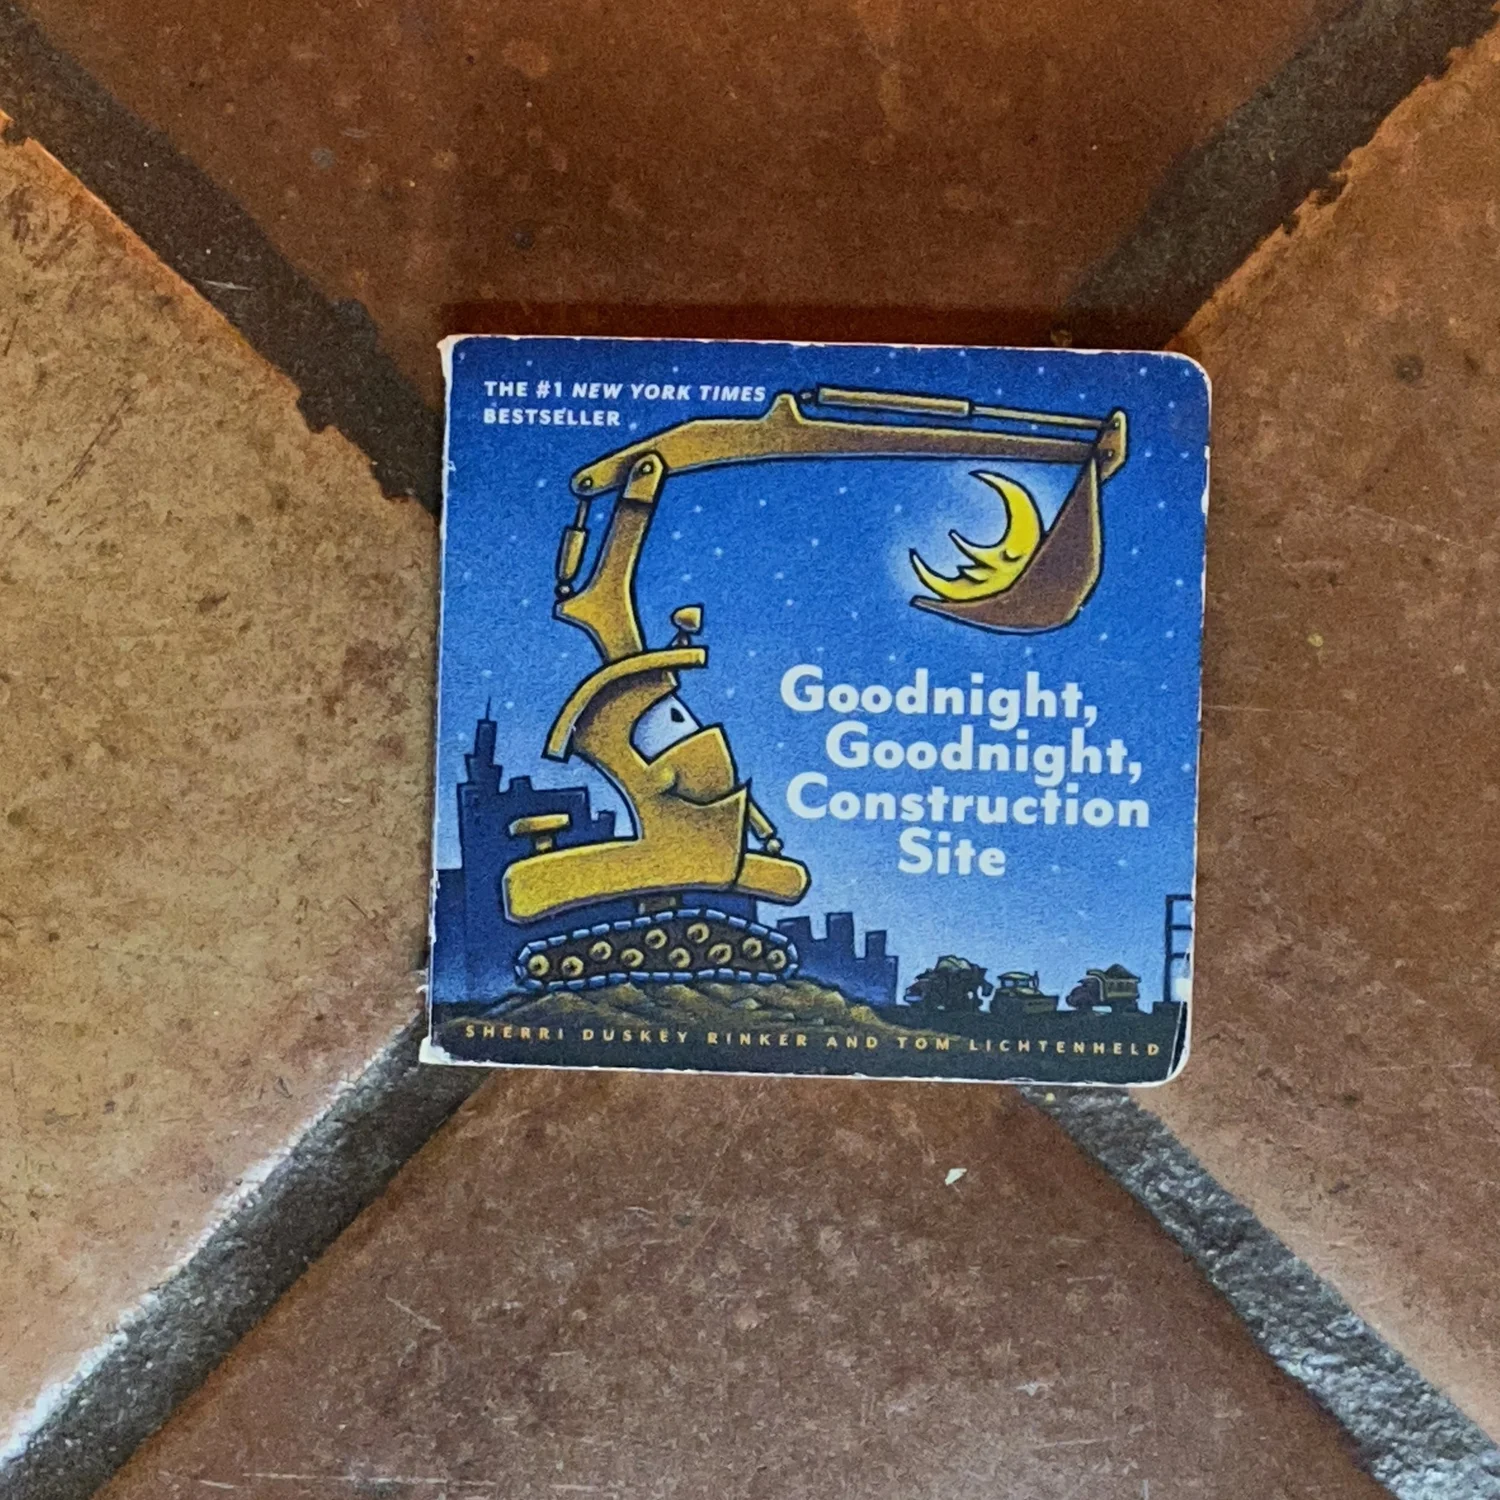 THE #1 NEW YORK TIMES
BESTSELLER
Goodnight,
Goodnight,
Construction
Site
SHERRI DUSKEY RINKER AND TOM LICHTENHELD